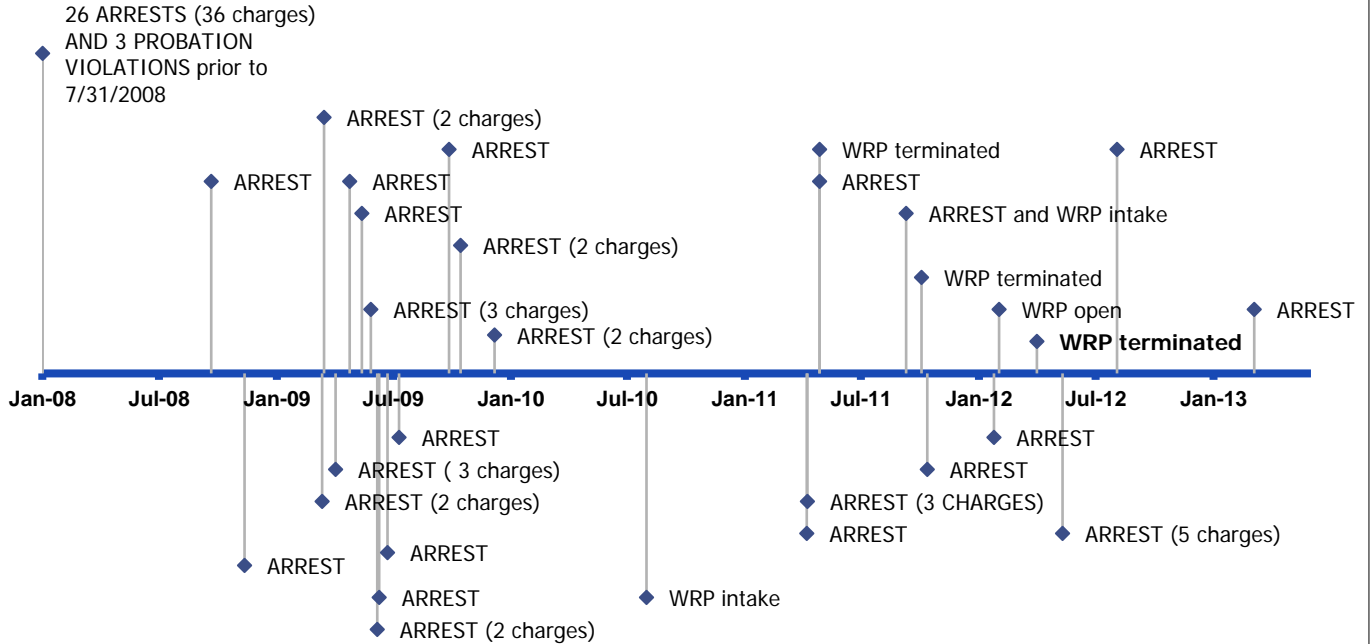 26 ARRESTS (36 charges)
AND 3 PROBATION
VIOLATIONS prior to
7/31/2008
ARREST (2 charges)
ARREST
WRP terminated
ARREST
ARREST
ARREST
ARREST
ARREST
ARREST and WRP intake
ARREST (2 charges)
WRP terminated
ARREST (3 charges)
WRP open
ARREST
ARREST (2 charges)
WRP terminated
Jan-08
Jul-08
Jan-09
Jul-09
Jan-10
Jul-10
Jan-11
Jul-11
Jan-12
Jul-12
Jan-13
ARREST
ARREST
ARREST ( 3 charges)
ARREST
ARREST (2 charges)
ARREST (3 CHARGES)
ARREST
ARREST (5 charges)
ARREST
ARREST
ARREST
WRP intake
ARREST (2 charges)